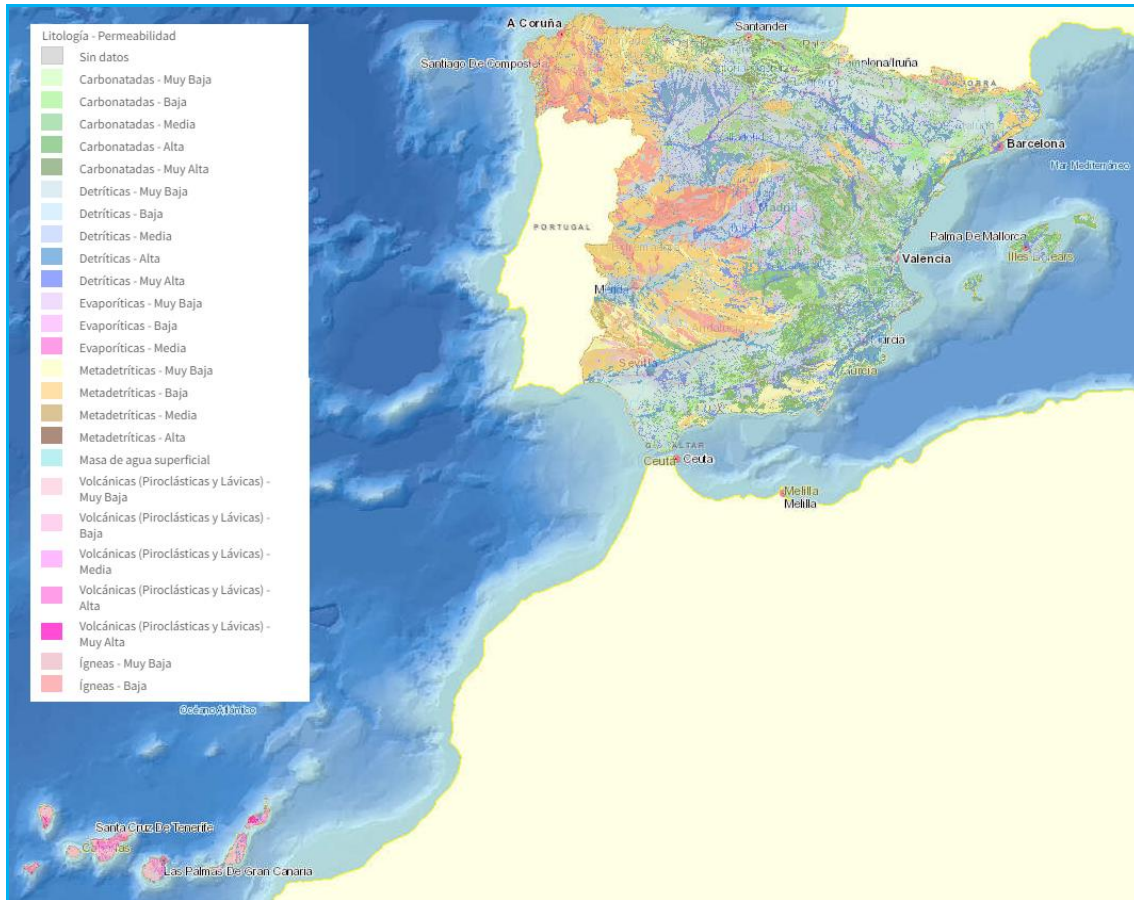 Litología - Permeabilidad
Sin datos
Carbonatadas - Muy Baja
Carbonatadas - Baja
Carbonatadas - Media
Carbonatadas - Alta
Carbonatadas - Muy Alta
Detríticas - Muy Baja
Detríticas - Baja
Detríticas - Media
Detríticas - Alta
Detríticas - Muy Alta
Evaporíticas - Muy Baja
Evaporíticas - Baja
Evaporíticas - Media
Metadetríticas - Muy Baja
Metadetríticas - Baja
Metadetríticas - Media
Metadetríticas - Alta
Masa de agua superficial
Volcánicas (Piroclásticas y Lávicas) -
Muy Baja
Volcánicas (Piroclásticas y Lávicas) -
Baja
Volcánicas (Piroclásticas y Lávicas) -
Media
Volcánicas (Piroclásticas y Lávicas) -
Alta
Volcánicas (Piroclásticas y Lávicas) -
Muy Alta
Ígneas - Muy Baja
Ígneas - Baja
A Coruña
Santander
Santiago De Compostela
Barcelona
Mar Mediterráneo
Madrid
PORTUGAL
Palma De Mallorca
Valencia
Sevilla
Ceuta
Ceuta
Melilla
Melilla
Océano Atlántico
Santa Cruz De Tenerife
Las Palmas De Gran Canaria